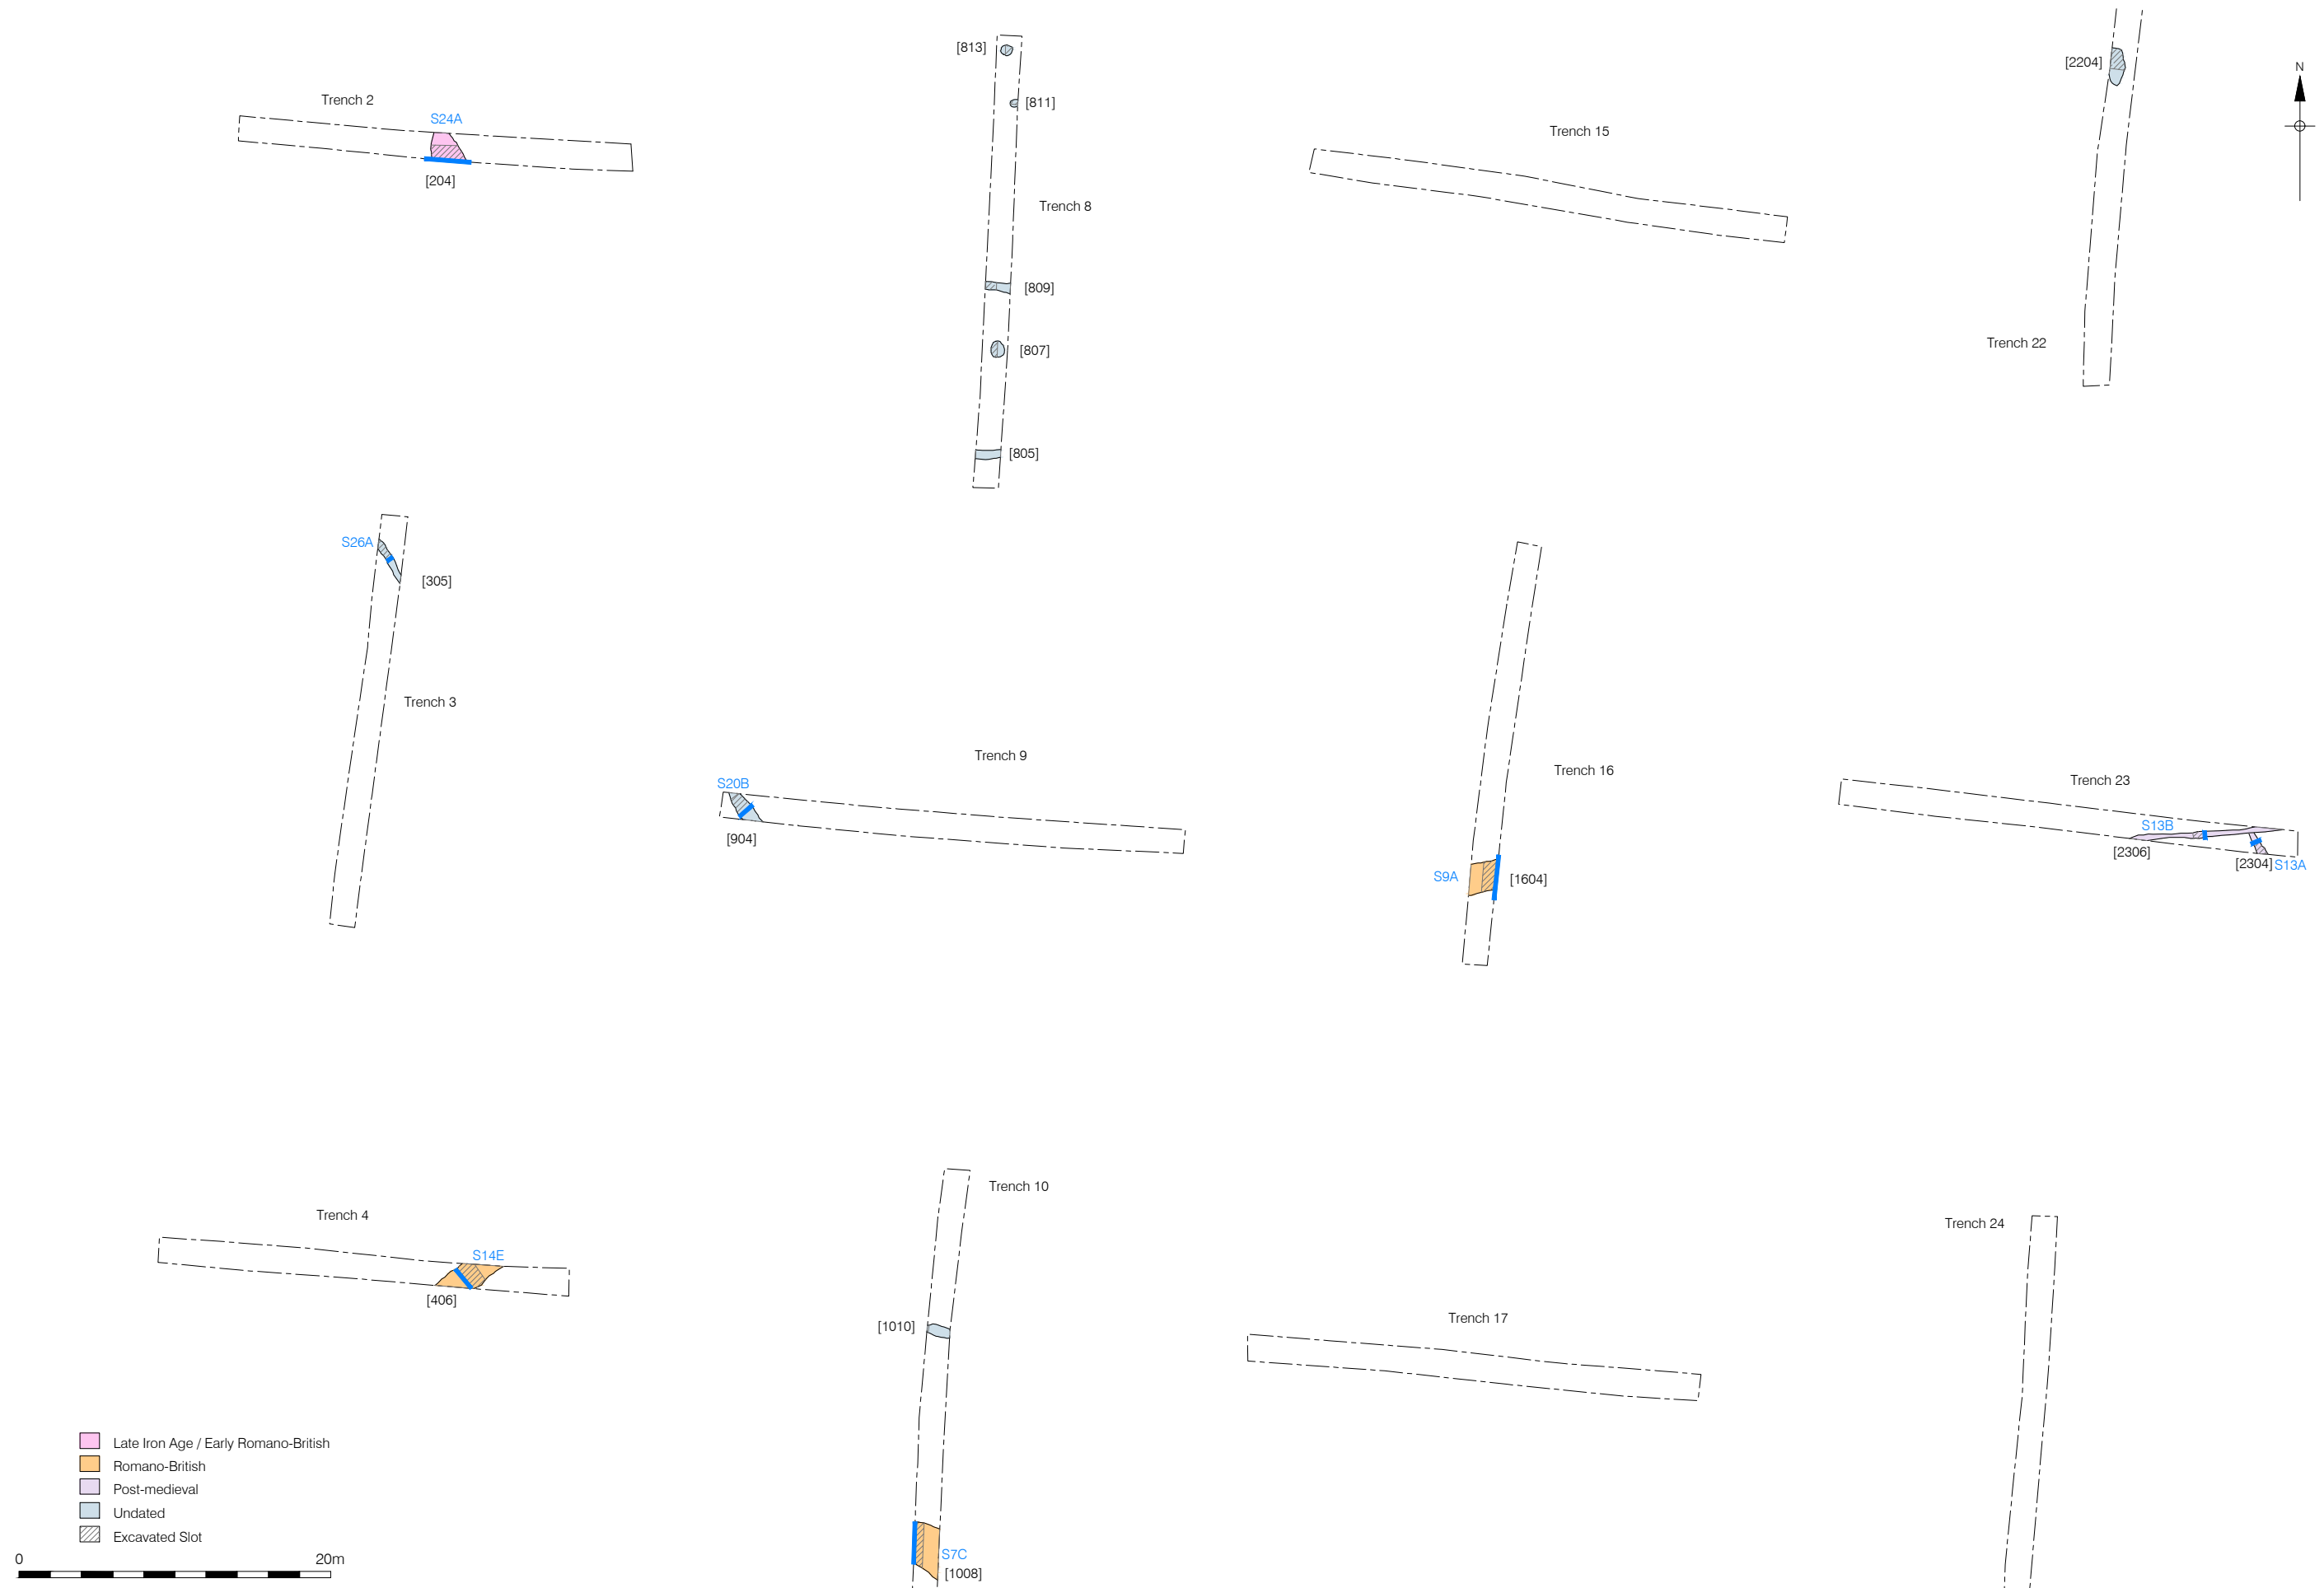 [813]
[2204]
N
Trench 2
[811]
S24A
Trench 15
[204]
Trench 8
[809]
Trench 22
[807]
[805]
S26A
[305]
Trench 3
Trench 9
Trench 16
Trench 23
S20B
[904]
S13B
[2306]
[2304] S13A
S9A
[1604]
Trench 10
Trench 4
Trench 24
S14E
[406]
[1010]
Trench 17
Late Iron Age / Early Romano-British
Romano-British
Post-medieval
Undated
Excavated Slot
0 20m
S7C
[1008]